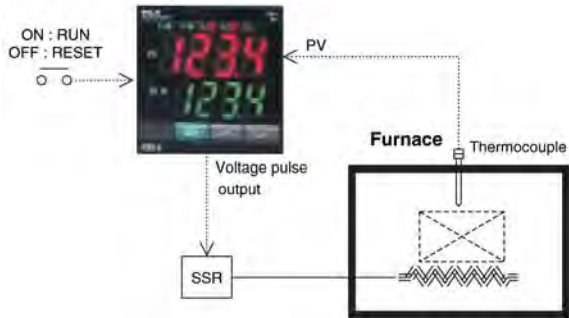 ON : RUN
OFF : RESET
1234
1234
PV
Voltage pulse
output
SSR
Furnace
Thermocouple